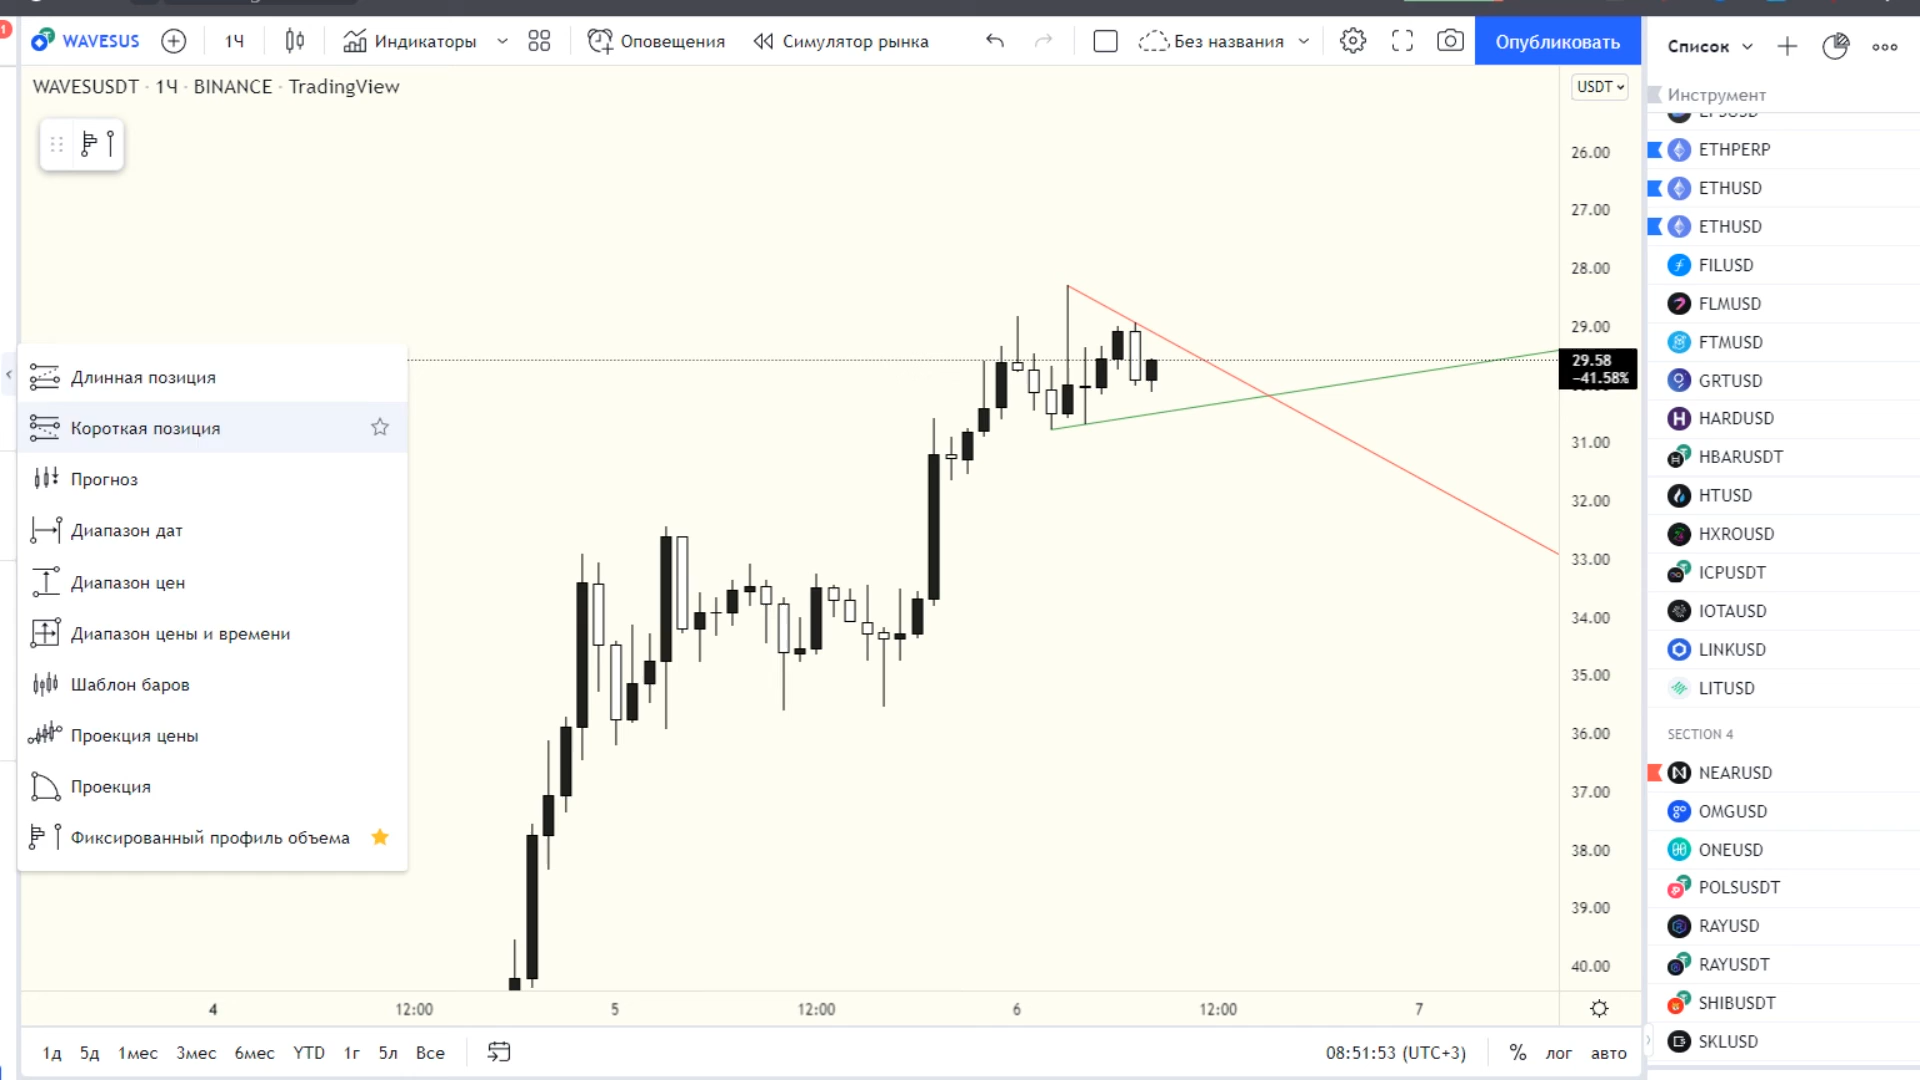 1
WAVESUS
1Ч
Индикаторы
Оповещения
Симулятор рынка
Без названия
Опубликовать
Список
WAVESUSDT · 1Ч · BINANCE · TradingView
USDT
Инструмент
ETHPERP
ETHUSD
ETHUSD
FILUSD
FLMUSD
FTMUSD
GRTUSD
HARDUSD
HBARUSDT
HTUSD
HXROUSD
ICPUSDT
IOTAUSD
LINKUSD
LITUSD
SECTION 4
NEARUSD
OMGUSD
ONEUSD
POLSUSDT
RAYUSD
RAYUSDT
SHIBUSDT
SKLUSD
26.00
27.00
28.00
29.00
29.58
−41.58%
31.00
32.00
33.00
34.00
35.00
36.00
37.00
38.00
39.00
40.00
Длинная позиция
Короткая позиция
Прогноз
Диапазон дат
Диапазон цен
Диапазон цены и времени
Шаблон баров
Проекция цены
Проекция
Фиксированный профиль объема
4
12:00
5
12:00
6
12:00
7
1д 5д 1мес 3мес 6мес YTD 1г 5л Все
08:51:53 (UTC+3)
% лог авто